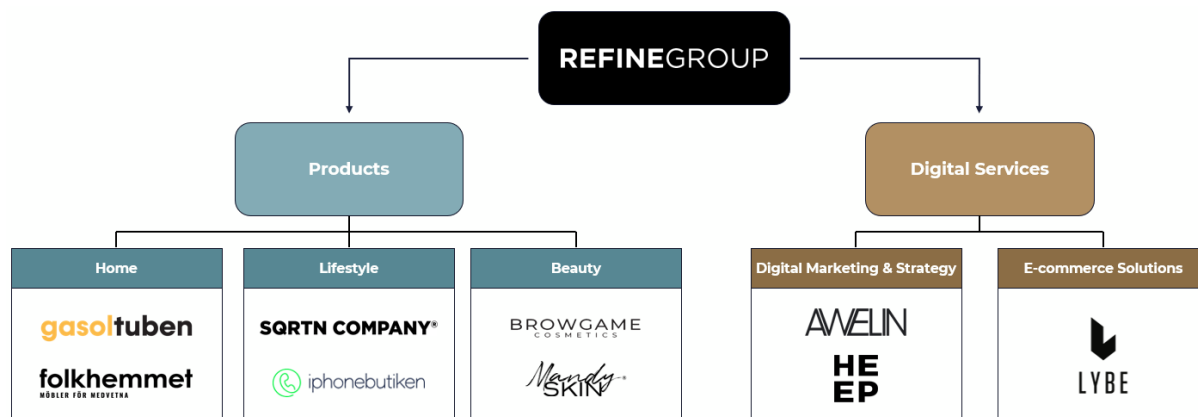 REFINEGROUP
Products
Digital Services
Home
Lifestyle
Beauty
Digital Marketing & Strategy
E-commerce Solutions
gasoltuben
folkhemmet
MÖBLER FÖR MEDVETNA
SQRTN COMPANY®
iphonebutiken
BROWGAME
COSMETICS
Mandy
SKIN
AWELIN
HE
EP
LYBE